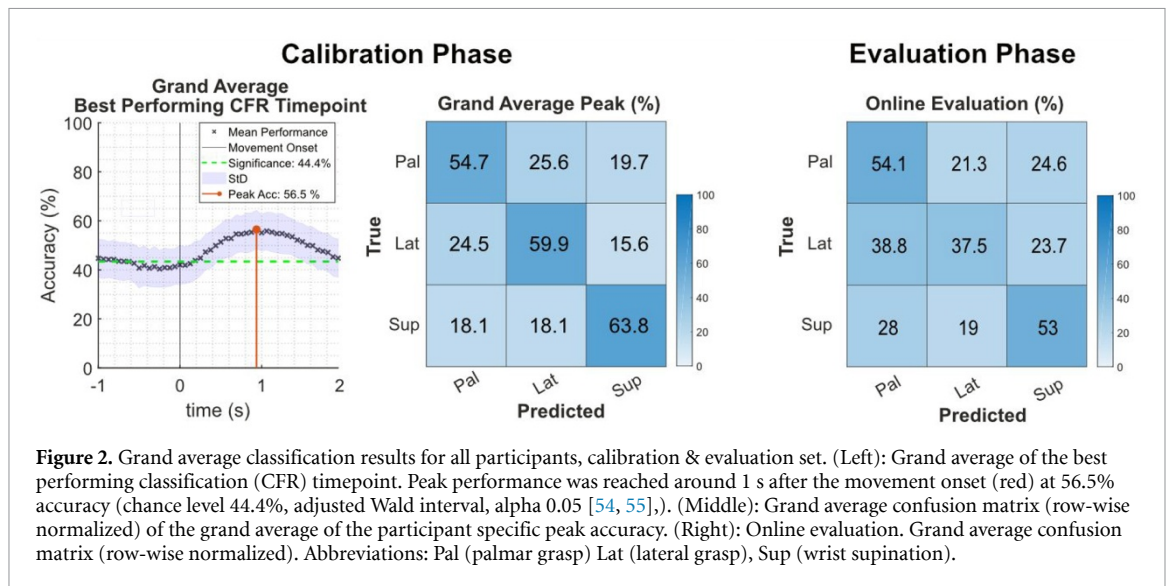 Calibration Phase
Evaluation Phase
Grand Average
Best Performing CFR Timepoint
100
80
60
40
20
0
Accuracy (%)
-1
0
1
2
time (s)
Mean Performance
Movement Onset
Significance: 44.4%
StD
Peak Acc: 56.5 %
Grand Average Peak (%)
Pal
54.7
25.6
19.7
Lat
24.5
59.9
15.6
Sup
18.1
18.1
63.8
True
Pal
Lat
Sup
Predicted
100
80
60
40
20
0
Online Evaluation (%)
Pal
54.1
21.3
24.6
Lat
38.8
37.5
23.7
Sup
28
19
53
True
Pal
Lat
Sup
Predicted
100
80
60
40
20
0
Figure 2. Grand average classification results for all participants, calibration & evaluation set. (Left): Grand average of the best
performing classification (CFR) timepoint. Peak performance was reached around 1 s after the movement onset (red) at 56.5%
accuracy (chance level 44.4%, adjusted Wald interval, alpha 0.05 [54, 55],). (Middle): Grand average confusion matrix (row-wise
normalized) of the grand average of the participant specific peak accuracy. (Right): Online evaluation. Grand average confusion
matrix (row-wise normalized). Abbreviations: Pal (palmar grasp) Lat (lateral grasp), Sup (wrist supination).